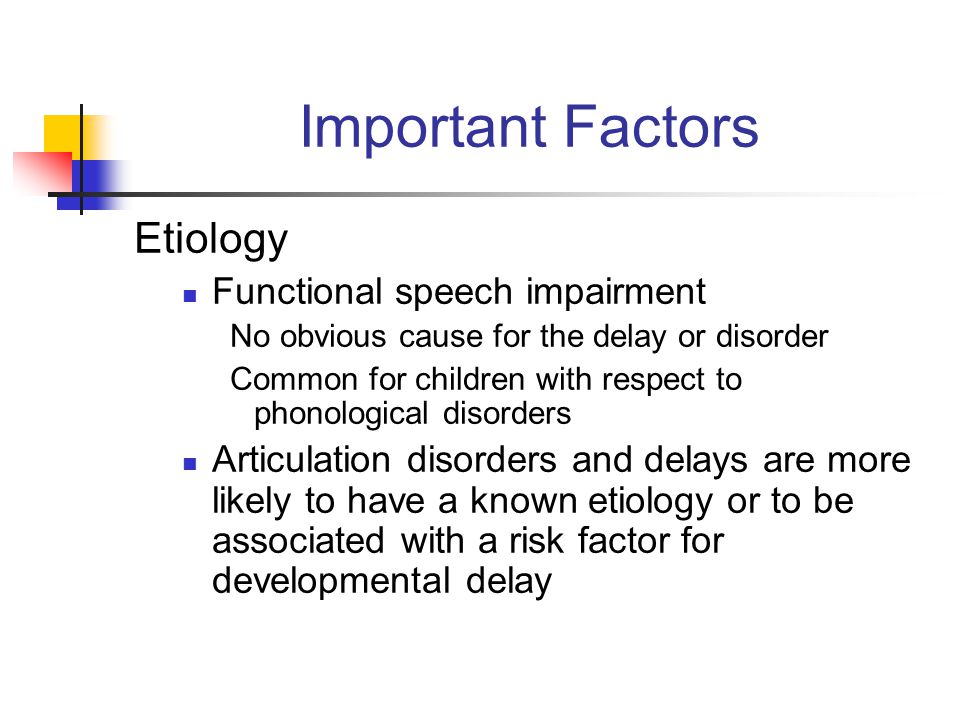 Important Factors
Etiology
Functional speech impairment
No obvious cause for the delay or disorder
Common for children with respect to
phonological disorders
Articulation disorders and delays are more
likely to have a known etiology or to be
associated with a risk factor for
developmental delay